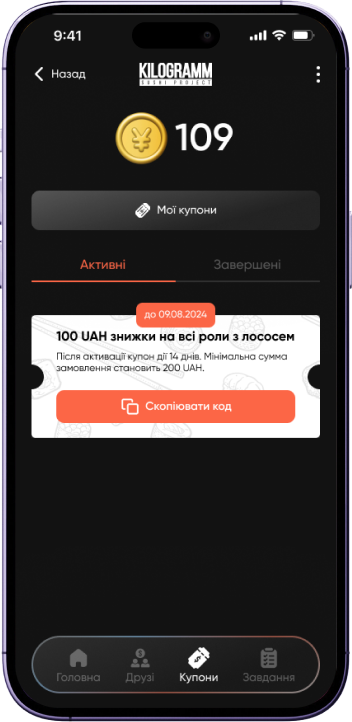 9:41
Назад
KILOGRAMM
SUSHI PROJECT
109
Мої купони
Активні
Завершені
до 09.08.2024
100 UAH знижки на всі роли з лососем
Після активації купон дії 14 днів. Мінімальна сумма
замовлення становить 200 UAH.
Скопіювати код
Головна
Друзі
Купони
Завдання